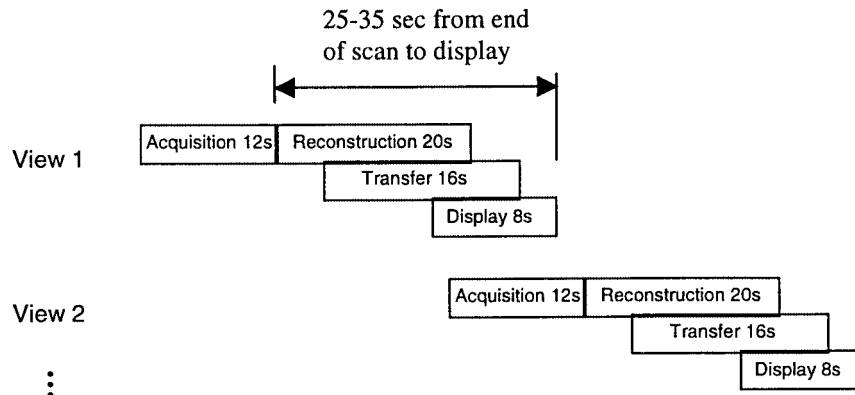 25-35 sec from end
of scan to display
Acquisition 12s Reconstruction 20s
View 1
Transfer 16s
Display 8s
Acquisition 12s Reconstruction 20s
View 2
Transfer 16s
Display 8s